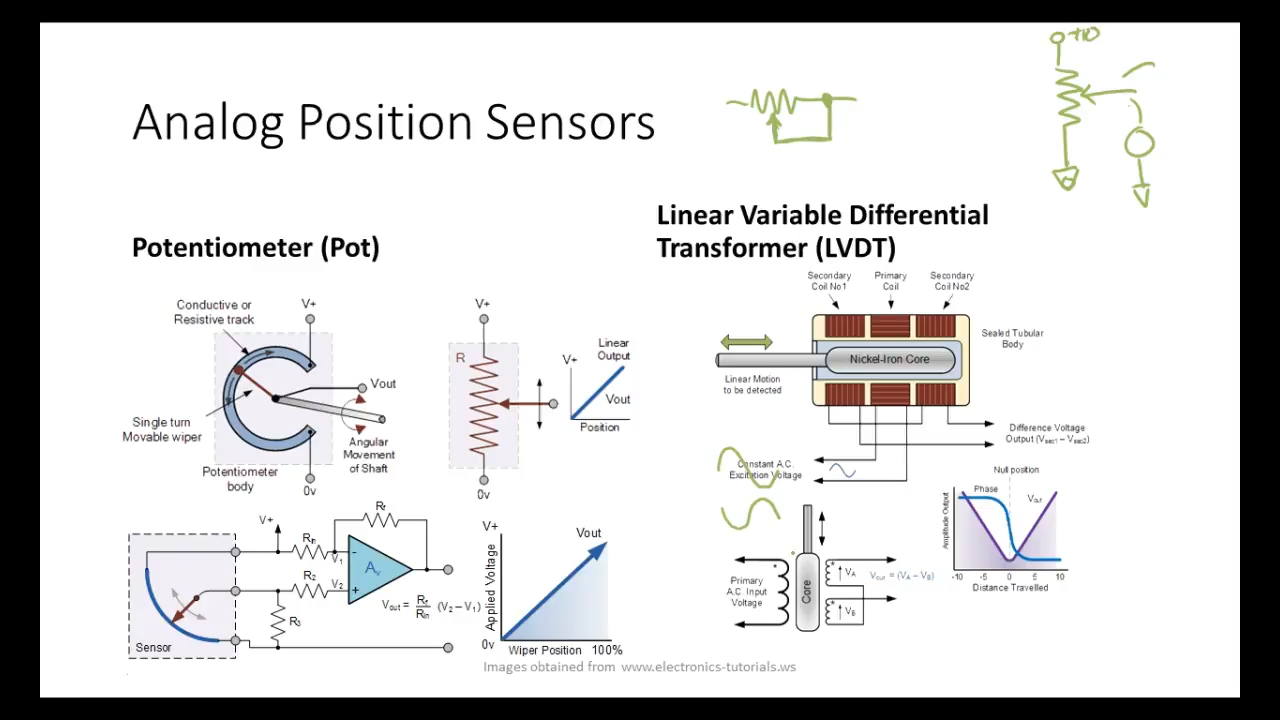 +10
Analog Position Sensors
Potentiometer (Pot)
Conductive or
Resistive track
V+
Vout
Single turn
Movable wiper
Angular
Movement
of Shaft
Potentiometer
body
0v
V+
R
0v
Linear
Output
V+
Vout
Position
V+
Rin
Rf
V1
R2
V2
R3
Av
Vout = Rf/Rin (V2 – V1)
Sensor
V+
Applied Voltage
Vout
0v
Wiper Position 100%
Linear Variable Differential
Transformer (LVDT)
Secondary
Coil No1
Primary
Coil
Secondary
Coil No2
Sealed Tubular
Body
Nickel-Iron Core
Linear Motion
to be detected
Difference Voltage
Output (Vsec1 – Vsec2)
Constant A.C.
Excitation Voltage
Null position
Phase
Vout
Amplitude Output
-10 -5 0 5 10
Distance Travelled
Primary
A.C. Input
Voltage
Core
VA
VB
Vout = (VA – VB)
Images obtained from www.electronics-tutorials.ws